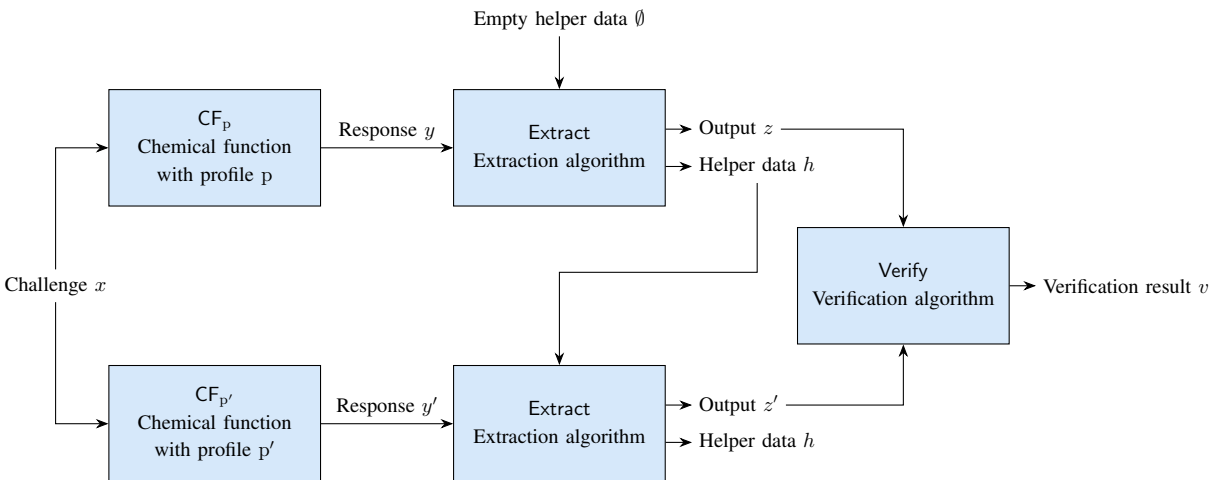 Empty helper data ∅
CF_p
Chemical function
with profile p
Response y
Extract
Extraction algorithm
Output z
Helper data h
Challenge x
Verify
Verification algorithm
Verification result v
CF_p′
Chemical function
with profile p′
Response y′
Extract
Extraction algorithm
Output z′
Helper data h